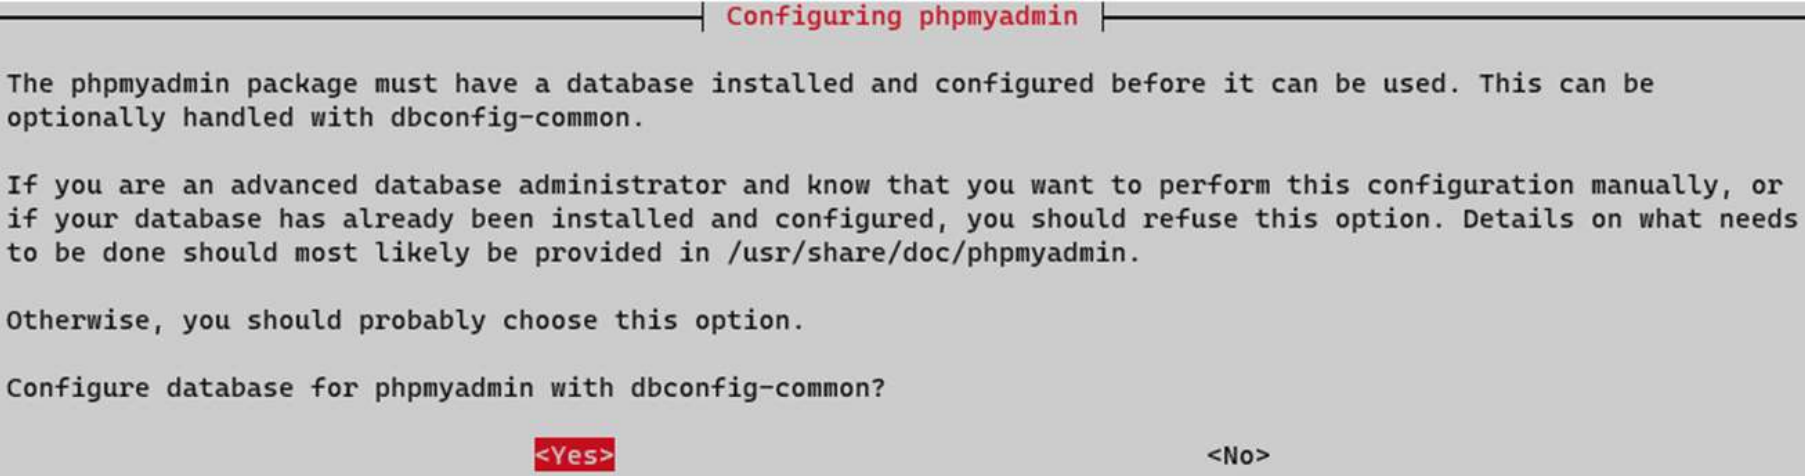 Configuring phpmyadmin
The phpmyadmin package must have a database installed and configured before it can be used. This can be
optionally handled with dbconfig-common.
If you are an advanced database administrator and know that you want to perform this configuration manually, or
if your database has already been installed and configured, you should refuse this option. Details on what needs
to be done should most likely be provided in /usr/share/doc/phpmyadmin.
Otherwise, you should probably choose this option.
Configure database for phpmyadmin with dbconfig-common?
<Yes> <No>